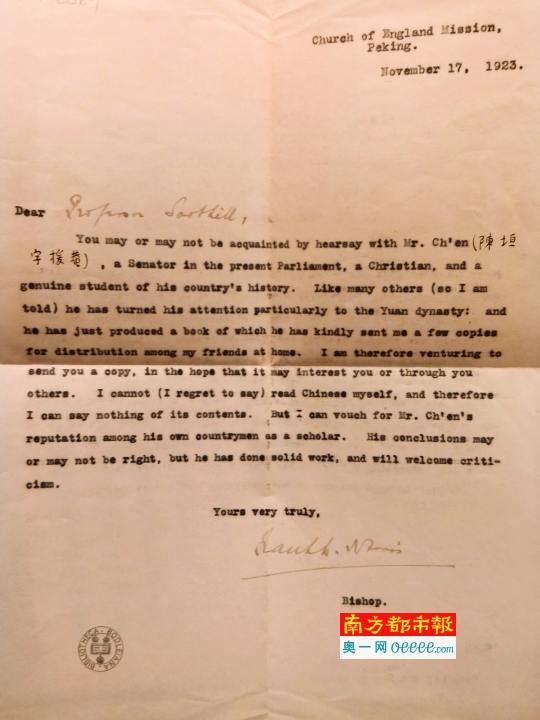 Church of England Mission,
Peking.
November 17, 1923.
Dear Professor Soothill,
You may or may not be acquainted by hearsay with Mr. Ch'en (陳垣
字援菴), a Senator in the present Parliament, a Christian, and a
genuine student of his country's history. Like many others (so I am
told) he has turned his attention particularly to the Yuan dynasty: and
he has just produced a book of which he has kindly sent me a few copies
for distribution among my friends at home. I am therefore venturing to
send you a copy, in the hope that it may interest you or through you
others. I cannot (I regret to say) read Chinese myself, and therefore
I can say nothing of its contents. But I can vouch for Mr. Ch'en's
reputation among his own countrymen as a scholar. His conclusions may
or may not be right, but he has done solid work, and will welcome criti-
cism.
Yours very truly,
Norris
Bishop.
BIBLIOTHECA BODLEIANA
南方都市報
奥一网 oeeee.com